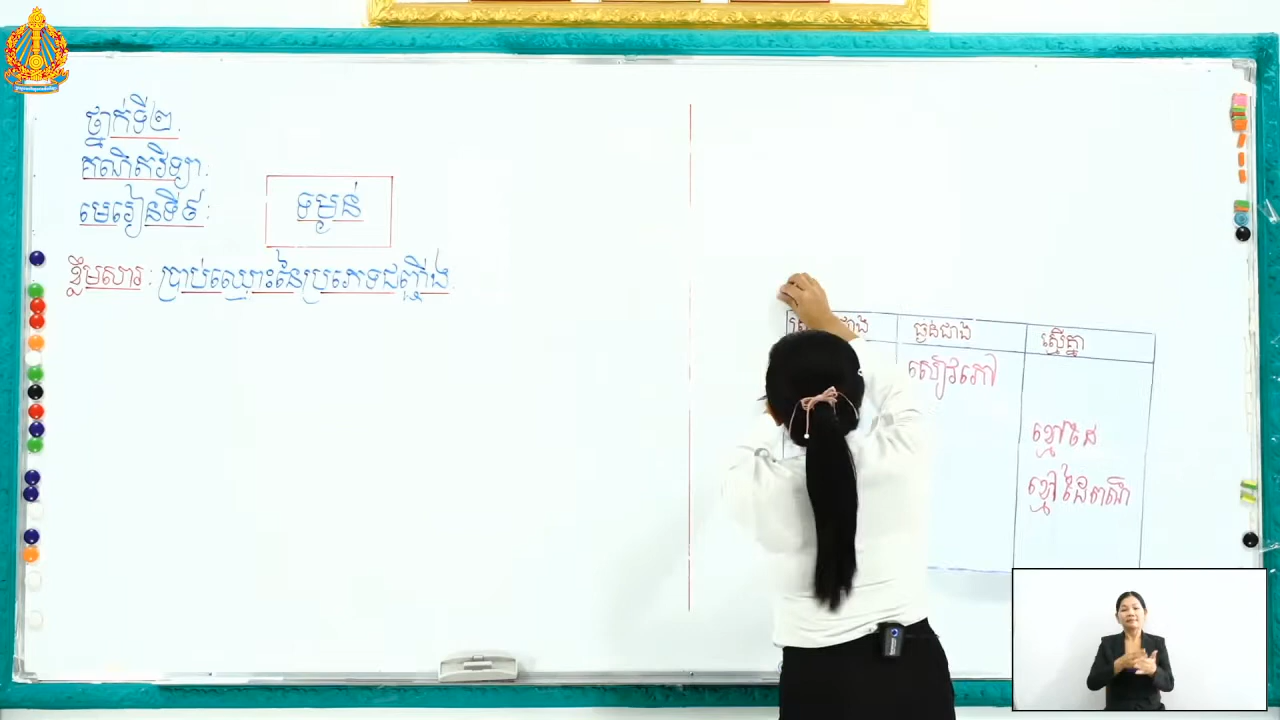 ថ្នាក់ទី២.
គណិតវិទ្យា:
មេរៀនទី៩:
ទម្ងន់
ខ្លឹមសារ : ប្រាប់ឈ្មោះនៃប្រភេទជញ្ជីង.
ជាង
ធ្ងន់ជាង
ស្មើគ្នា
សៀវភៅ
ខ្មៅដៃ
ខ្មៅដៃពណ៌